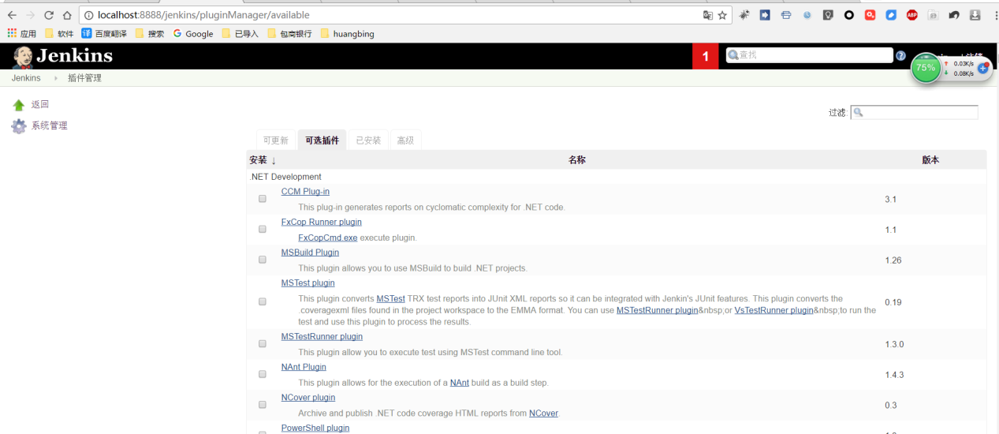 localhost:8888/jenkins/pluginManager/available
ABP
应用 软件 译 百度翻译 搜索 G Google 已导入 包商银行 huangbing
Jenkins 1 查找
注销
75% 0.03K/s
0.08K/s
Jenkins 插件管理
返回
系统管理
过滤:
可更新 可选插件 已安装 高级
安装 ↓ 名称 版本
.NET Development
CCM Plug-in
This plug-in generates reports on cyclomatic complexity for .NET code.
3.1
FxCop Runner plugin
FxCopCmd.exe execute plugin.
1.1
MSBuild Plugin
This plugin allows you to use MSBuild to build .NET projects.
1.26
MSTest plugin
This plugin converts MSTest TRX test reports into JUnit XML reports so it can be integrated with Jenkin's JUnit features. This plugin converts the
.coveragexml files found in the project workspace to the EMMA format. You can use MSTestRunner plugin&nbsp;or VsTestRunner plugin&nbsp;to run the
test and use this plugin to process the results.
0.19
MSTestRunner plugin
This plugin allow you to execute test using MSTest command line tool.
1.3.0
NAnt Plugin
This plugin allows for the execution of a NAnt build as a build step.
1.4.3
NCover plugin
Archive and publish .NET code coverage HTML reports from NCover.
0.3
PowerShell plugin